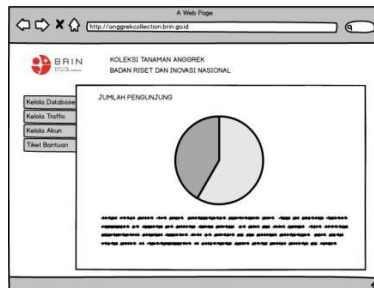 A Web Page
http://anggrekcollection.brin.go.id
BRIN
KOLEKSI TANAMAN ANGGREK
BADAN RISET DAN INOVASI NASIONAL
Kelola Database
Kelola Traffic
Kelola Akun
Tiket Bantuan
JUMLAH PENGUNJUNG